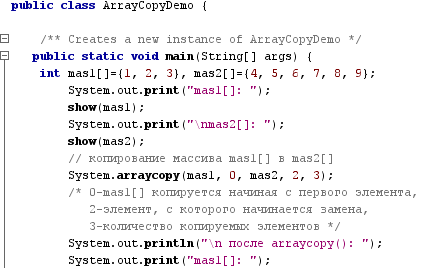 public class ArrayCopyDemo {
/** Creates a new instance of ArrayCopyDemo */
public static void main(String[] args) {
int mas1[]={1, 2, 3}, mas2[]={4, 5, 6, 7, 8, 9};
System.out.print("mas1[]: ");
show(mas1);
System.out.print("\nmas2[]: ");
show(mas2);
// копирование массива mas1[] в mas2[]
System.arraycopy(mas1, 0, mas2, 2, 3);
/* 0-mas1[] копируется начиная с первого элемента,
2-элемент, с которого начинается замена,
3-количество копируемых элементов */
System.out.println("\n после arraycopy(): ");
System.out.print("mas1[]: ");